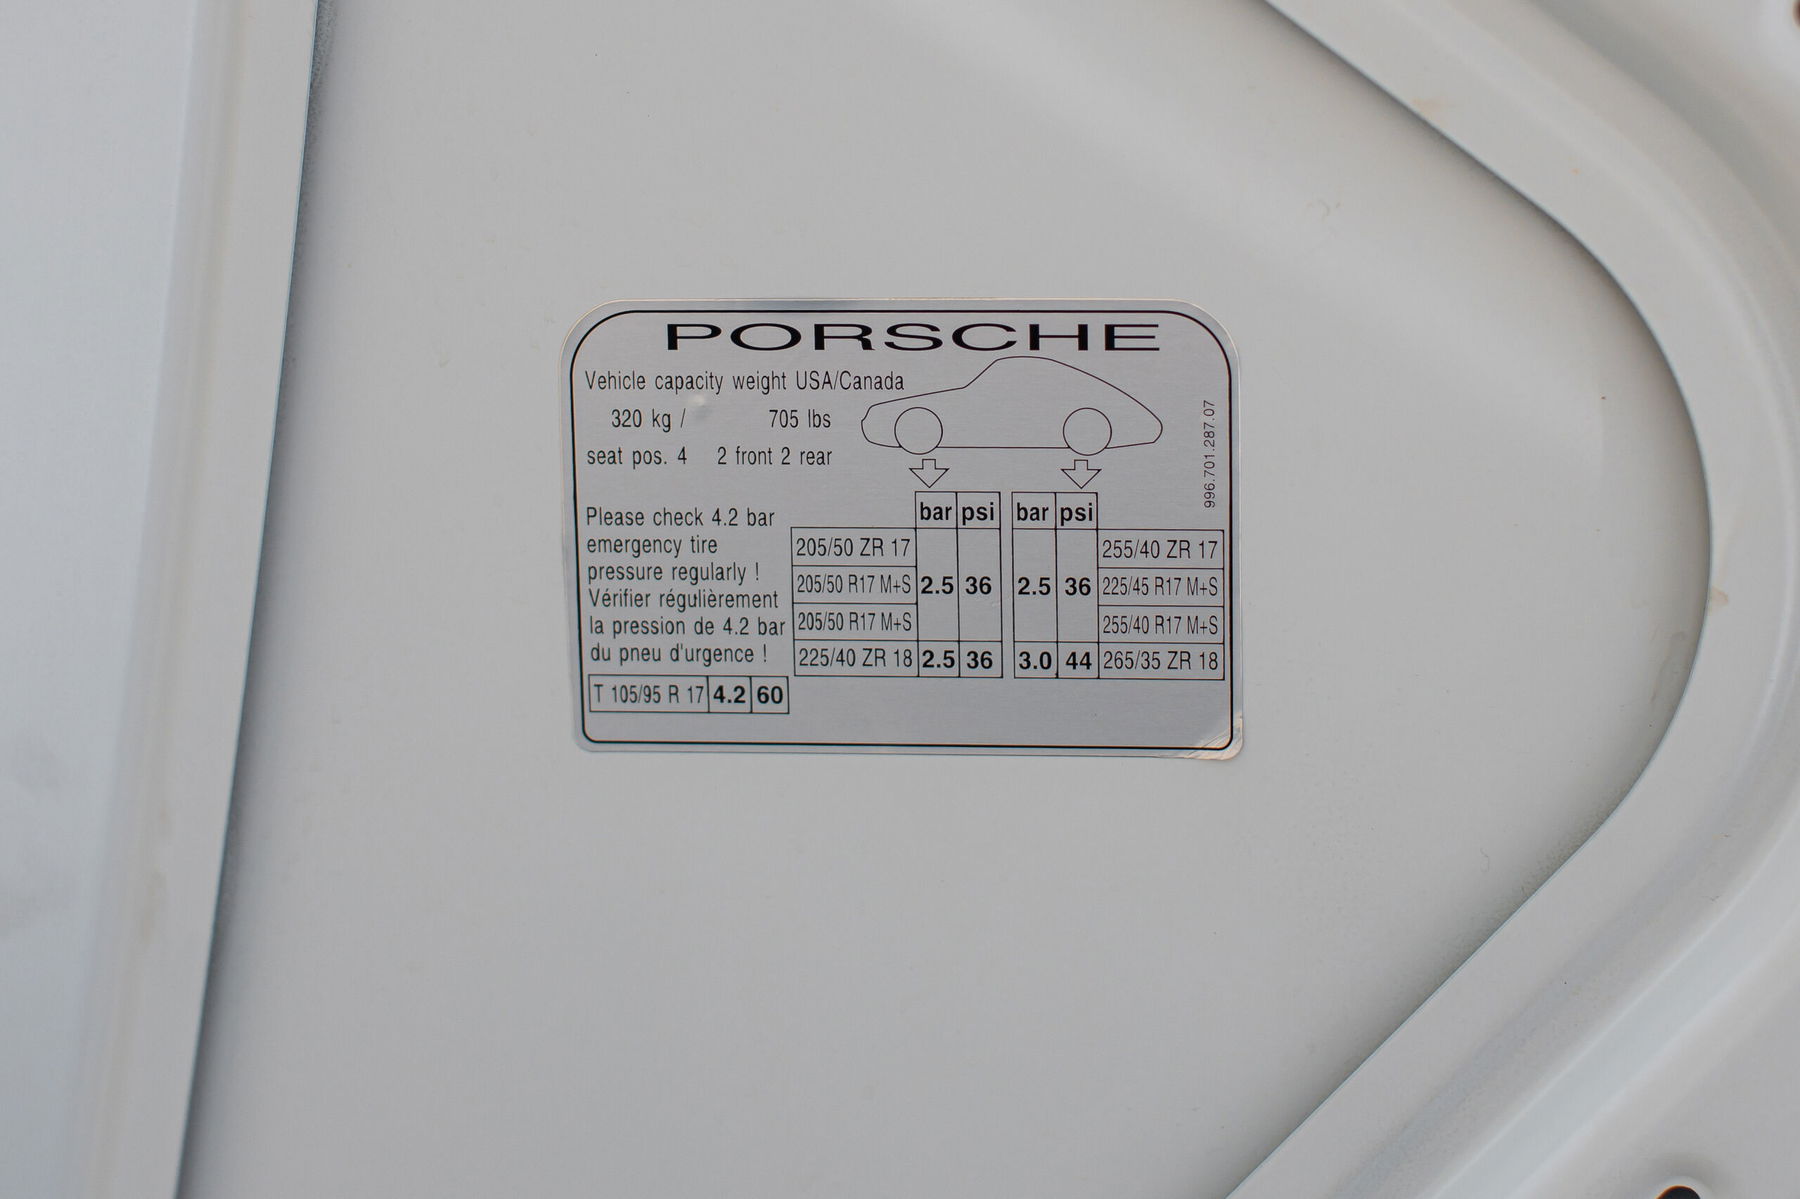 PORSCHE
Vehicle capacity weight USA/Canada
320 kg / 705 lbs
seat pos. 4 2 front 2 rear
996.701.287.07
Please check 4.2 bar
emergency tire
pressure regularly !
Vérifier régulièrement
la pression de 4.2 bar
du pneu d'urgence !
T 105/95 R 17 4.2 60
bar psi bar psi
205/50 ZR 17 255/40 ZR 17
205/50 R17 M+S 2.5 36 2.5 36 225/45 R17 M+S
205/50 R17 M+S 255/40 R17 M+S
225/40 ZR 18 2.5 36 3.0 44 265/35 ZR 18